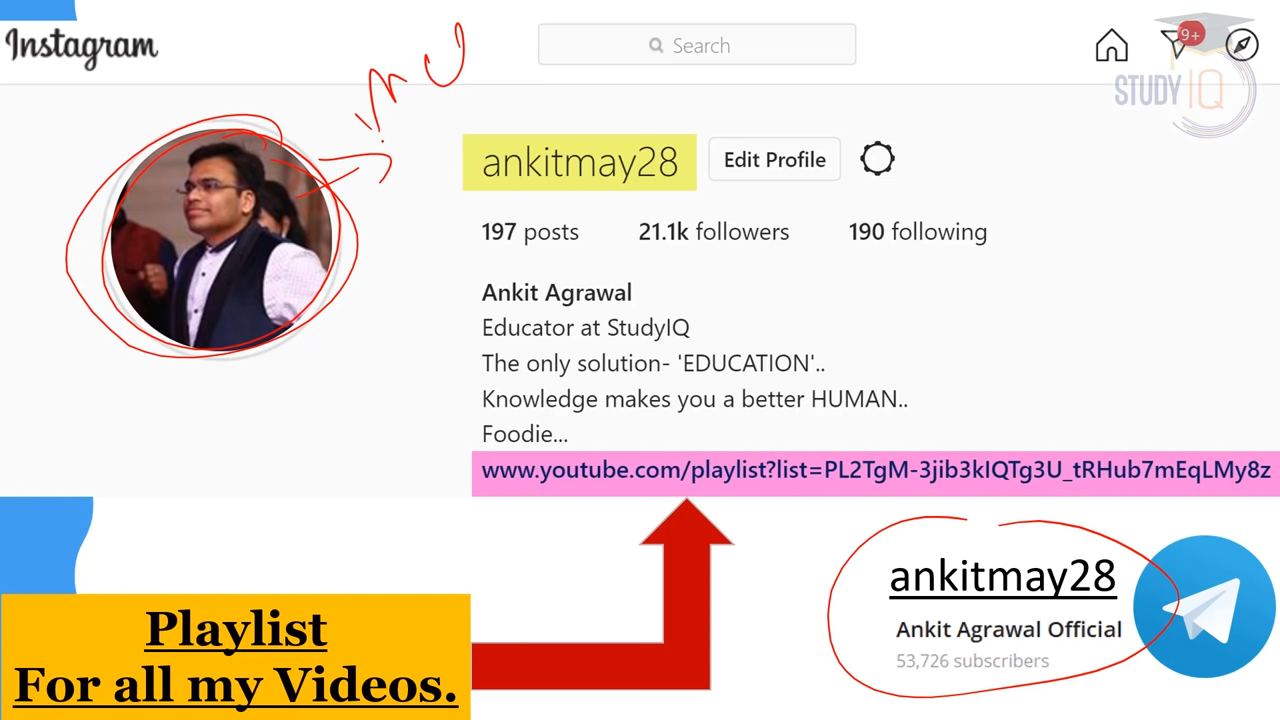 Instagram
Search
9+
STUDY IQ
ankitmay28
Edit Profile
197 posts 21.1k followers 190 following
Ankit Agrawal
Educator at StudyIQ
The only solution- 'EDUCATION'..
Knowledge makes you a better HUMAN..
Foodie...
www.youtube.com/playlist?list=PL2TgM-3jib3kIQTg3U_tRHub7mEqLMy8z
ankitmay28
Ankit Agrawal Official
53,726 subscribers
Playlist
For all my Videos.